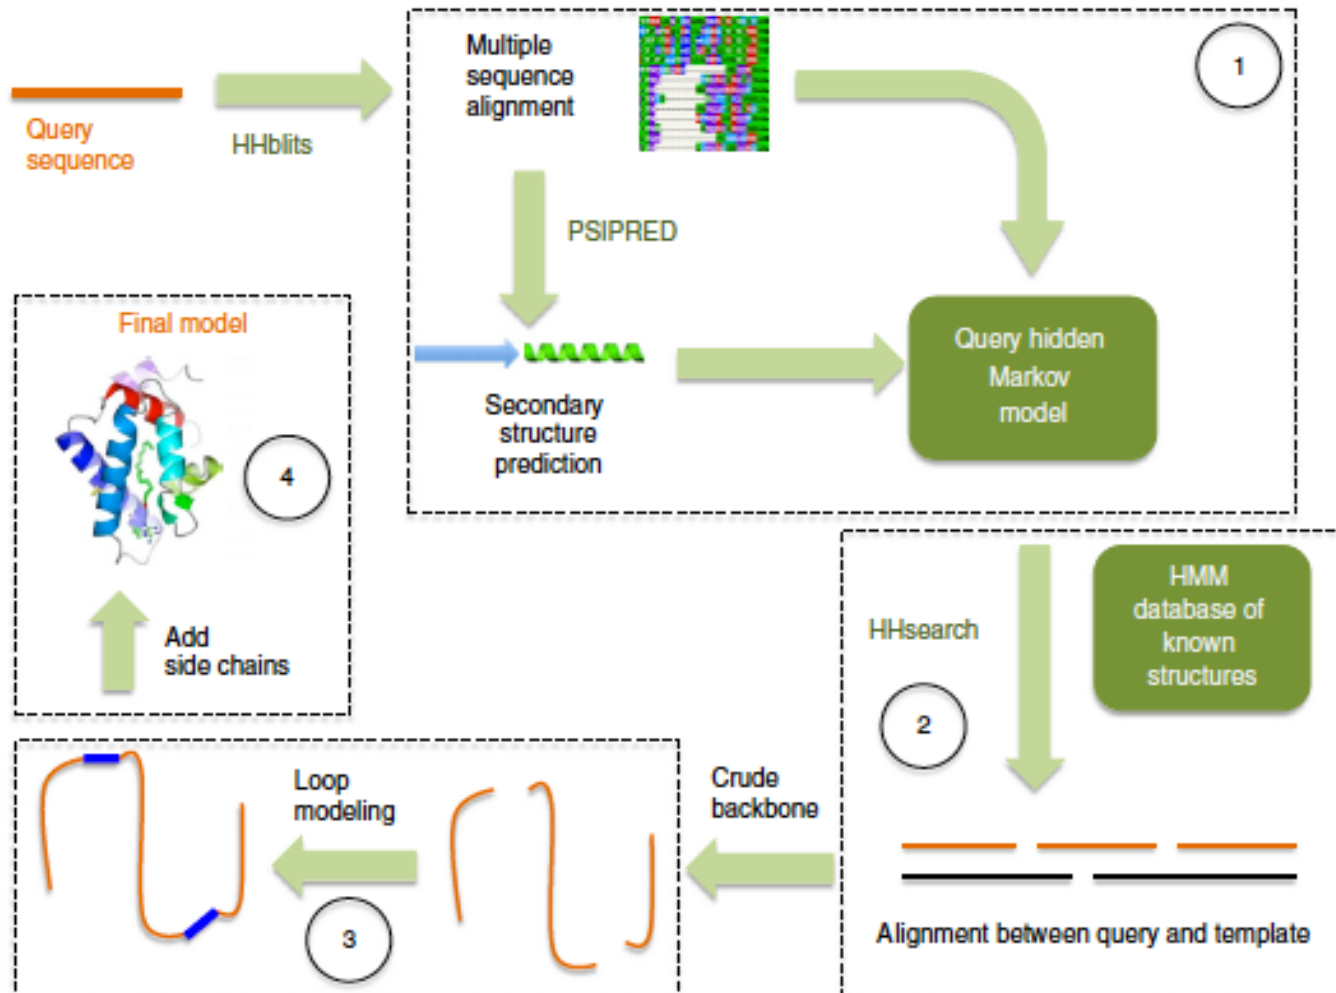 Query
sequence
HHblits
Multiple
sequence
alignment
1
PSIPRED
Secondary
structure
prediction
Query hidden
Markov
model
HHsearch
2
HMM
database of
known
structures
Alignment between query and template
Crude
backbone
Loop
modeling
3
Add
side chains
4
Final model